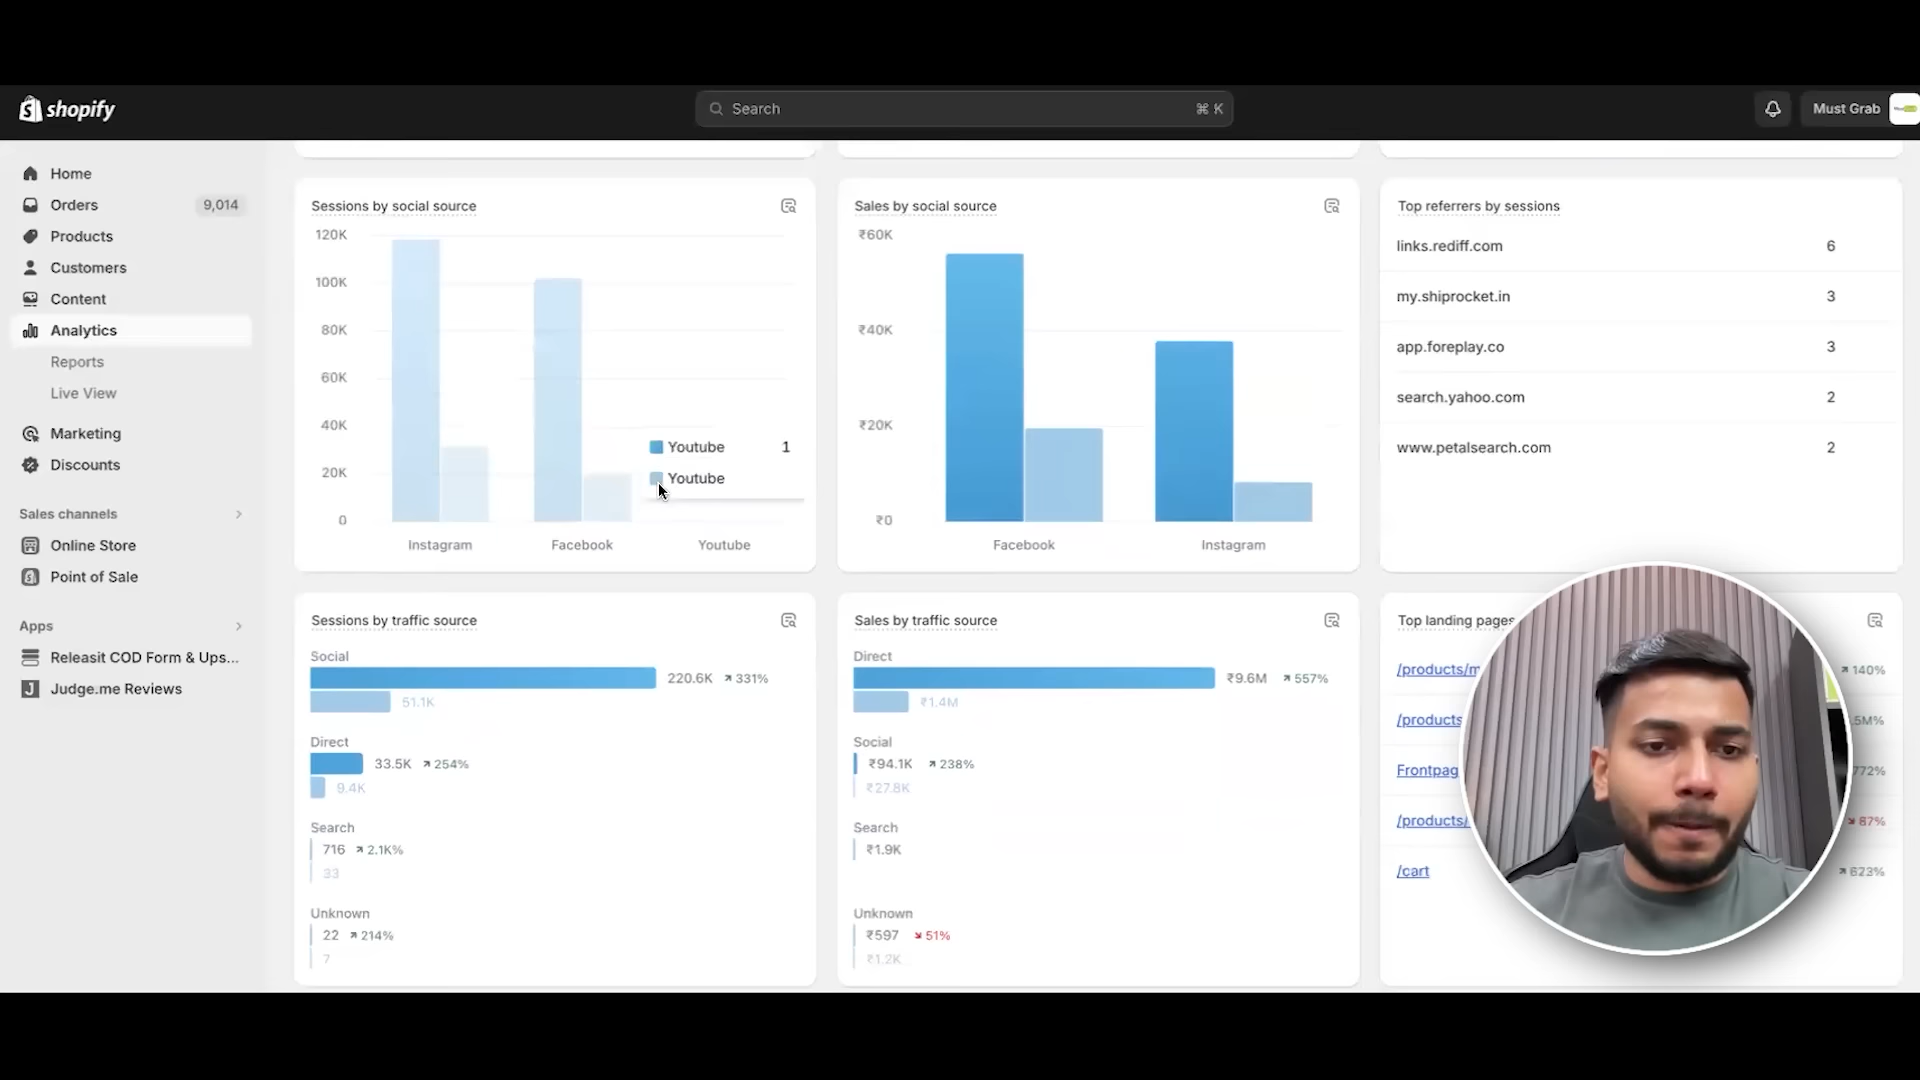 shopify
Search
⌘ K
Must Grab
Home
Orders
9,014
Products
Customers
Content
Analytics
Reports
Live View
Marketing
Discounts
Sales channels
Online Store
Point of Sale
Apps
Releasit COD Form & Ups...
Judge.me Reviews
Sessions by social source
120K
100K
80K
60K
40K
20K
0
Youtube 1
Youtube
Instagram
Facebook
Youtube
Sales by social source
₹60K
₹40K
₹20K
₹0
Facebook
Instagram
Top referrers by sessions
links.rediff.com 6
my.shiprocket.in 3
app.foreplay.co 3
search.yahoo.com 2
www.petalsearch.com 2
Sessions by traffic source
Social
220.6K ↗ 331%
51.1K
Direct
33.5K ↗ 254%
9.4K
Search
716 ↗ 2.1K%
33
Unknown
22 ↗ 214%
7
Sales by traffic source
Direct
₹9.6M ↗ 557%
₹1.4M
Social
₹94.1K ↗ 238%
₹27.8K
Search
₹1.9K
Unknown
₹597 ↘ 51%
₹1.2K
Top landing pages
/products/m ↗ 140%
/products .5M%
Frontpag 772%
/products/ ↘ 87%
/cart ↗ 623%